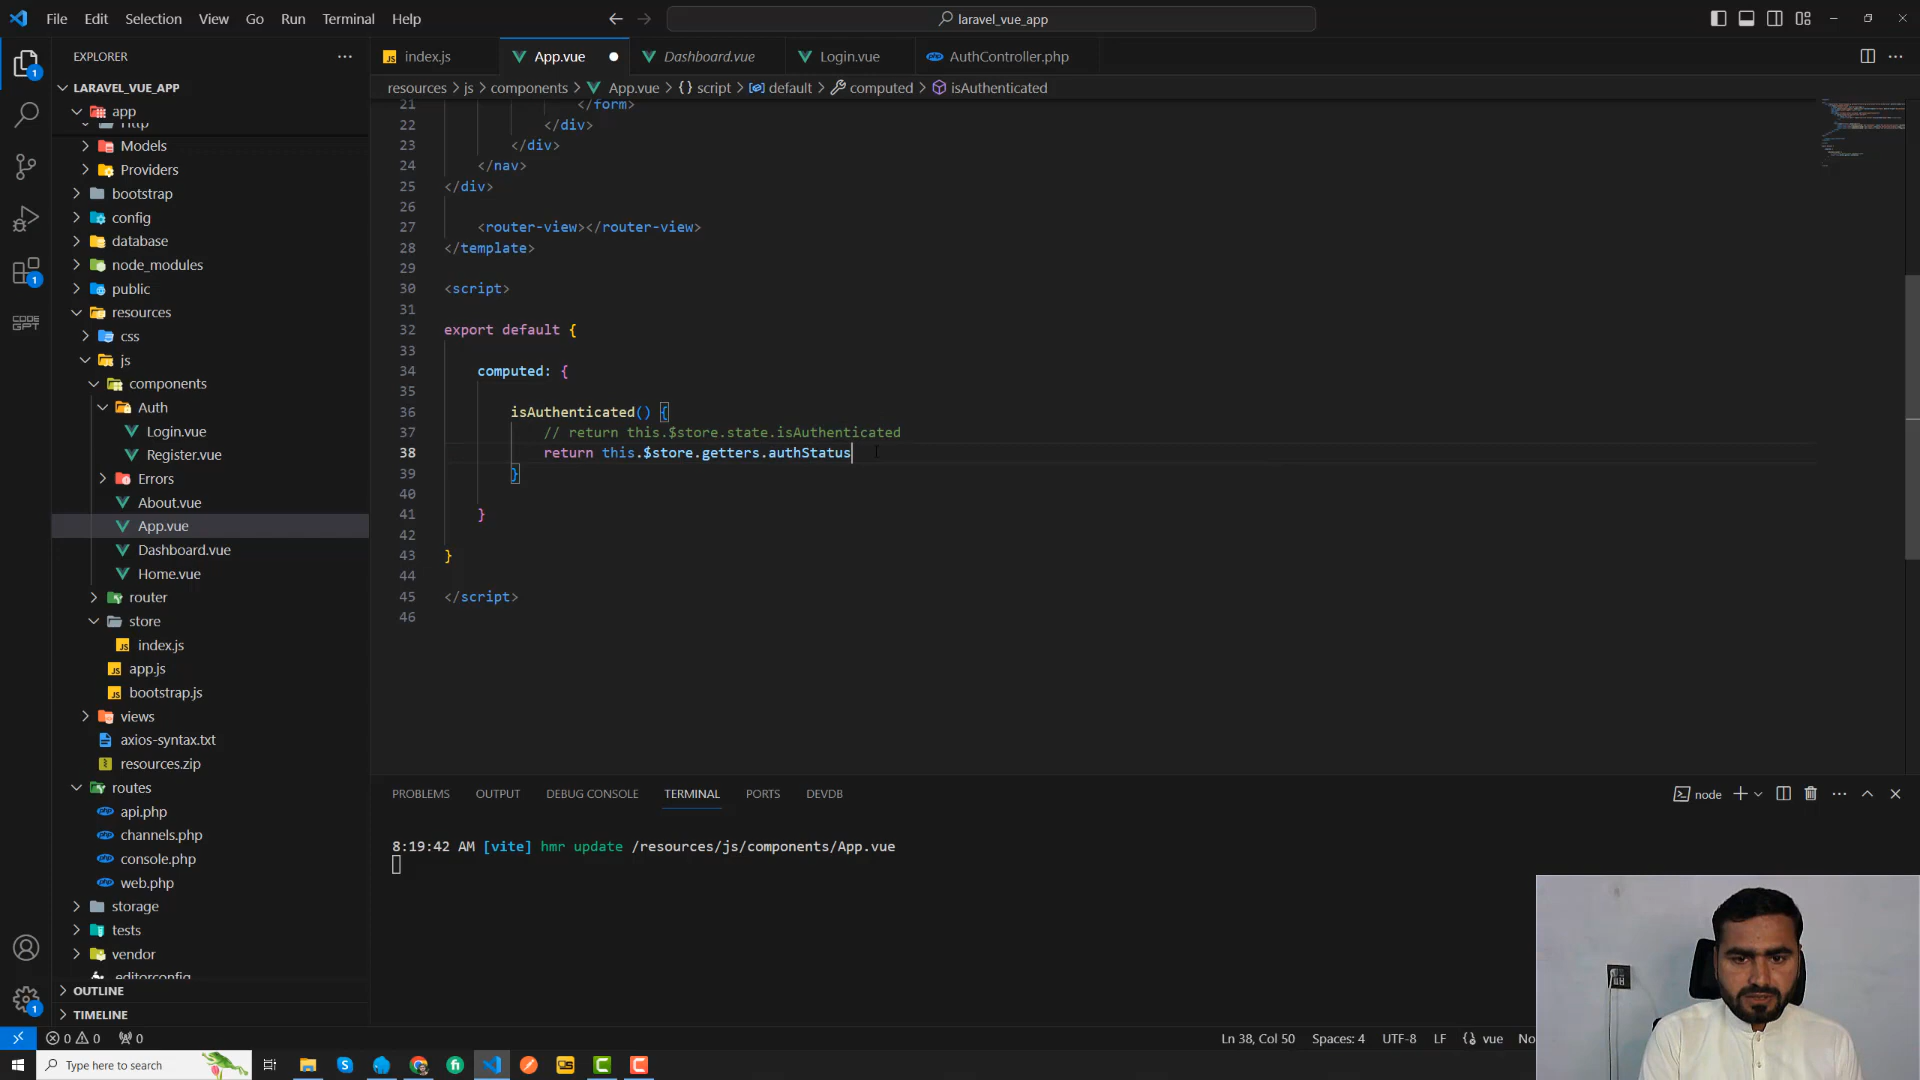 File Edit Selection View Go Run Terminal Help
laravel_vue_app
EXPLORER
index.js
App.vue
Dashboard.vue
Login.vue
AuthController.php
resources > js > components > App.vue > {} script > default > computed > isAuthenticated
LARAVEL_VUE_APP
app
Http
Models
Providers
bootstrap
config
database
node_modules
public
resources
css
js
components
Auth
Login.vue
Register.vue
Errors
About.vue
App.vue
Dashboard.vue
Home.vue
router
store
index.js
app.js
bootstrap.js
views
axios-syntax.txt
resources.zip
routes
api.php
channels.php
console.php
web.php
storage
tests
vendor
.editorconfig
OUTLINE
TIMELINE
21 </form>
22 </div>
23 </div>
24 </nav>
25 </div>
26
27 <router-view></router-view>
28 </template>
29
30 <script>
31
32 export default {
33
34 computed: {
35
36 isAuthenticated() {
37 // return this.$store.state.isAuthenticated
38 return this.$store.getters.authStatus
39 }
40
41 }
42
43 }
44
45 </script>
46
PROBLEMS OUTPUT DEBUG CONSOLE TERMINAL PORTS DEVDB
node
8:19:42 AM [vite] hmr update /resources/js/components/App.vue
0 0 0
Ln 38, Col 50 Spaces: 4 UTF-8 LF {} vue No
Type here to search
1
1
1
CODE
GPT